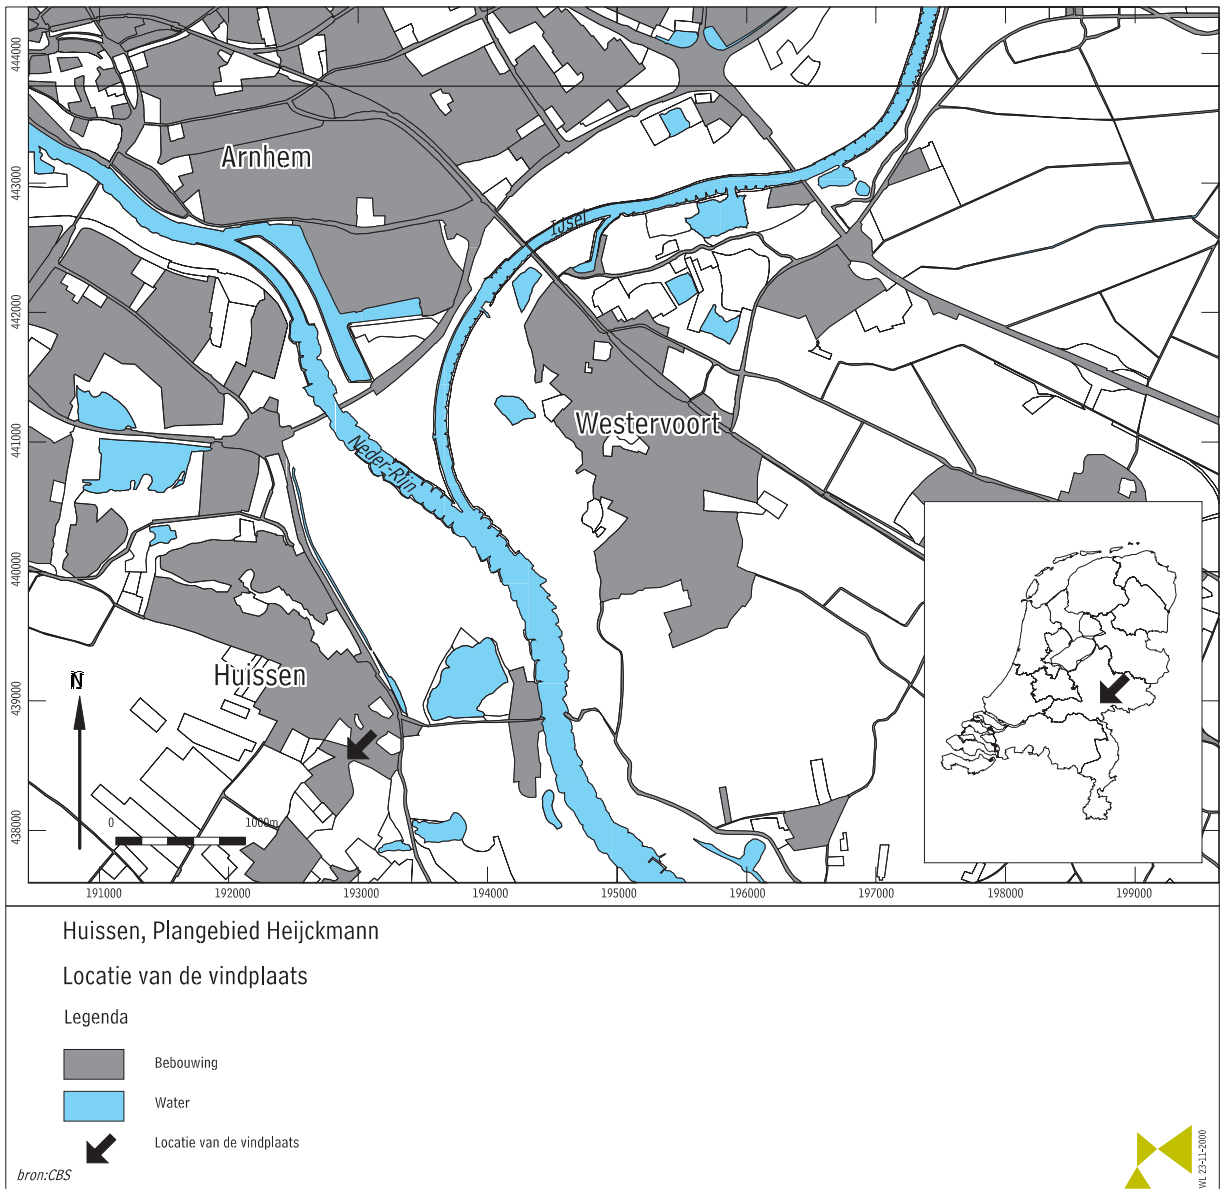 444000
443000
442000
441000
440000
439000
438000
Arnhem
IJsel
Westervoort
Neder-Rijn
Huissen
N
0
1000m
191000
192000
193000
194000
195000
196000
197000
198000
199000
Huissen, Plangebied Heijckmann
Locatie van de vindplaats
Legenda
Bebouwing
Water
Locatie van de vindplaats
bron:CBS
WL 23-11-2000